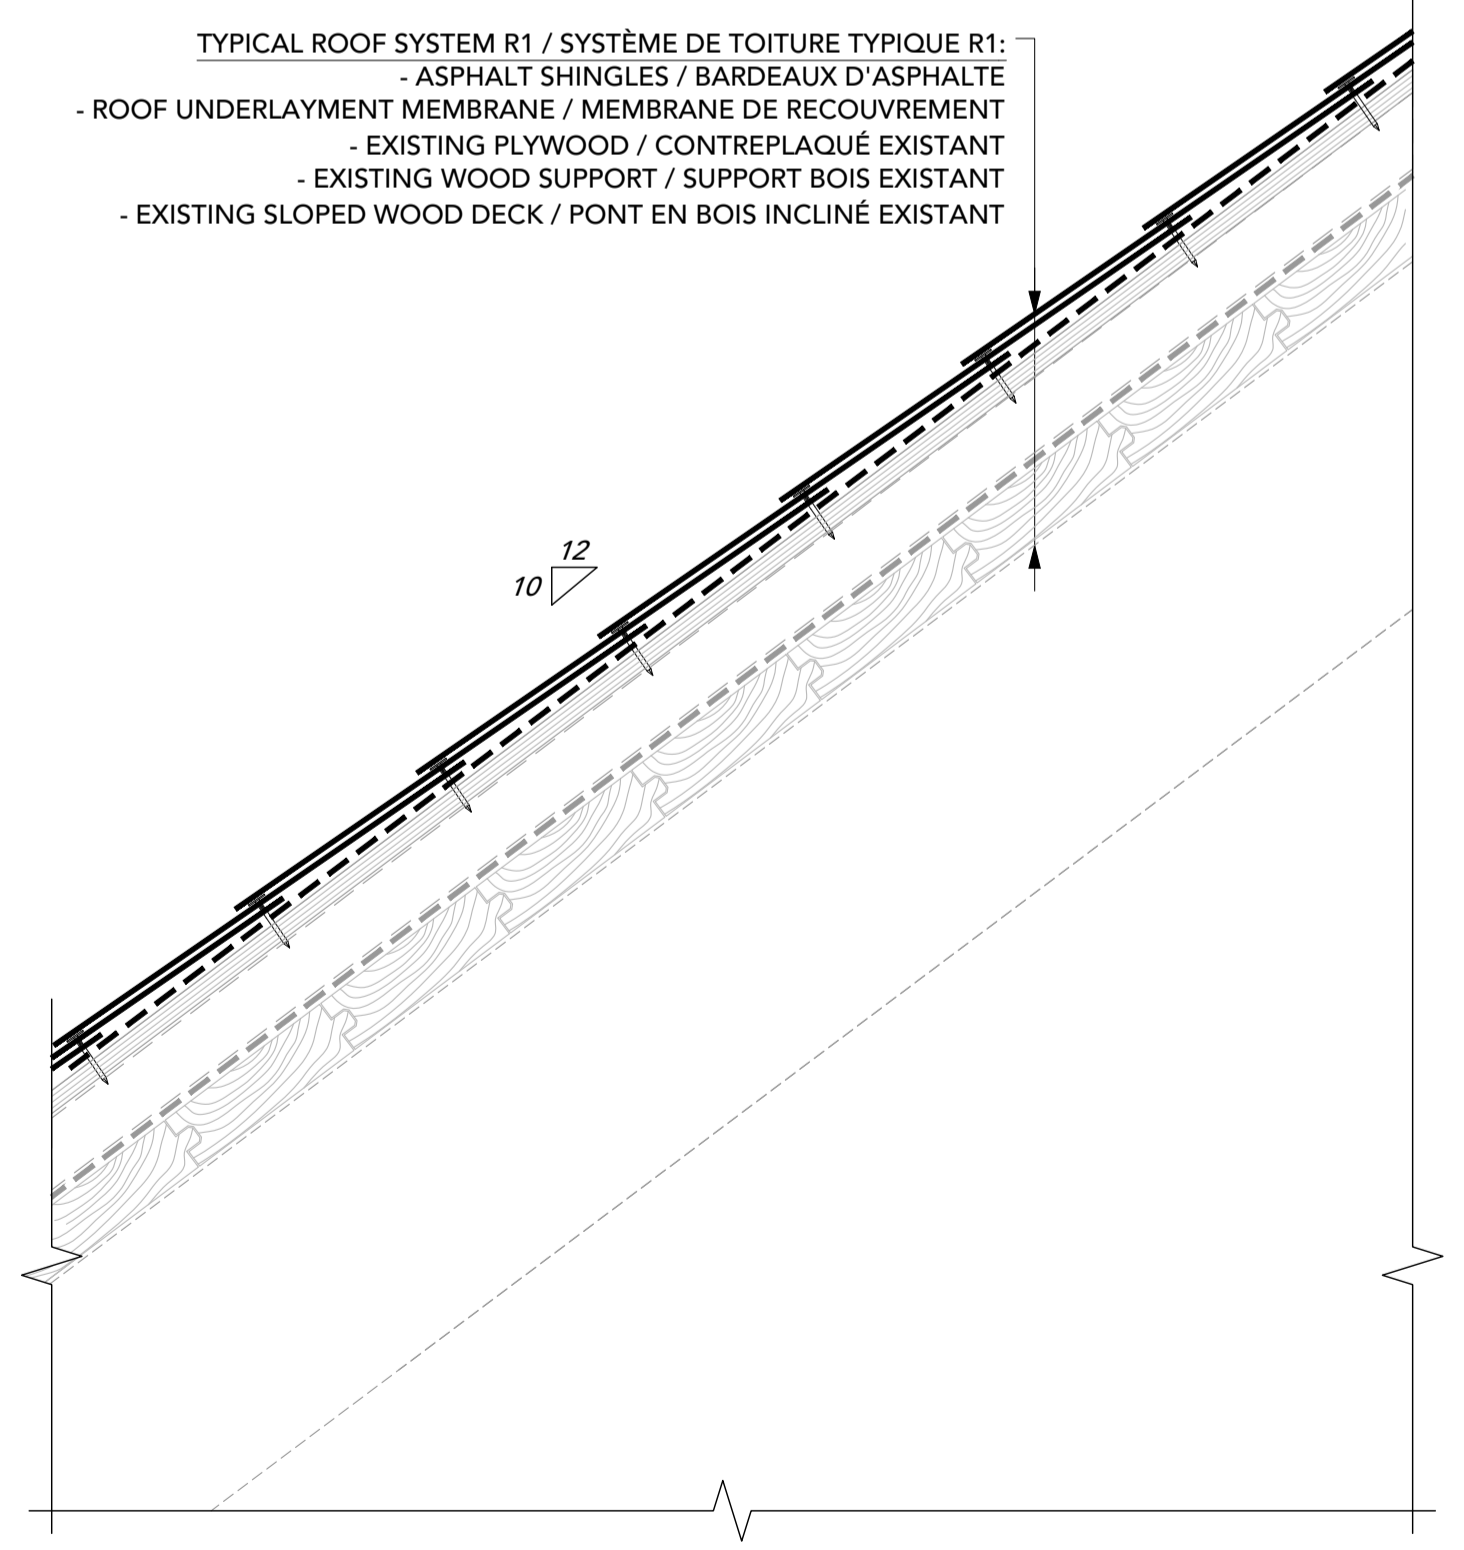 TYPICAL ROOF SYSTEM R1 / SYSTÈME DE TOITURE TYPIQUE R1:
- ASPHALT SHINGLES / BARDEAUX D'ASPHALTE
- ROOF UNDERLAYMENT MEMBRANE / MEMBRANE DE RECOUVREMENT
- EXISTING PLYWOOD / CONTREPLAQUÉ EXISTANT
- EXISTING WOOD SUPPORT / SUPPORT BOIS EXISTANT
- EXISTING SLOPED WOOD DECK / PONT EN BOIS INCLINÉ EXISTANT
12
10